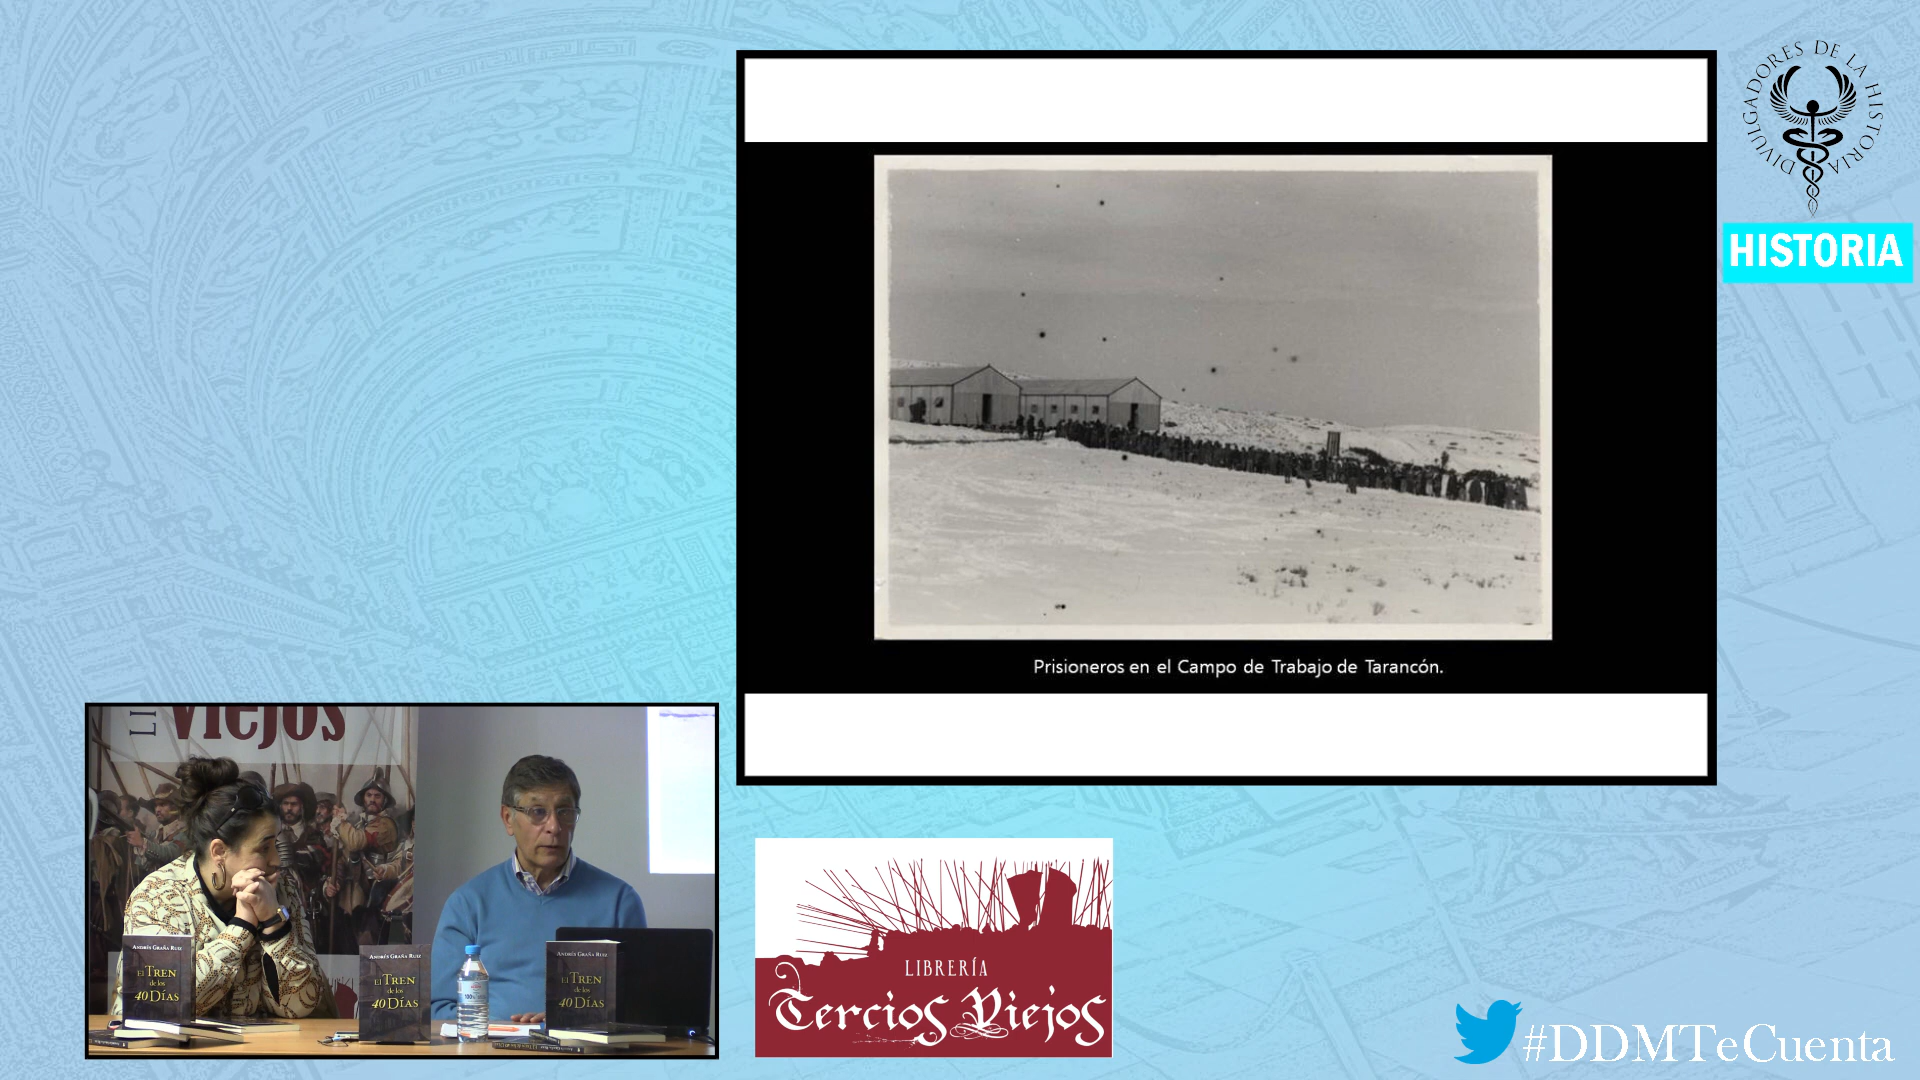 DIVULGADORES DE LA HISTORIA
HISTORIA
Prisioneros en el Campo de Trabajo de Tarancón.
LI
viejos
ANDRÉS GRAÑA RUIZ
El TREN
de los
40 DÍAS
ANDRÉS GRAÑA RUIZ
El TREN
de los
40 DÍAS
ANDRÉS GRAÑA RUIZ
El TREN
de los
40 DÍAS
100%
LIBRERÍA
Tercios Viejos
#DDMTeCuenta